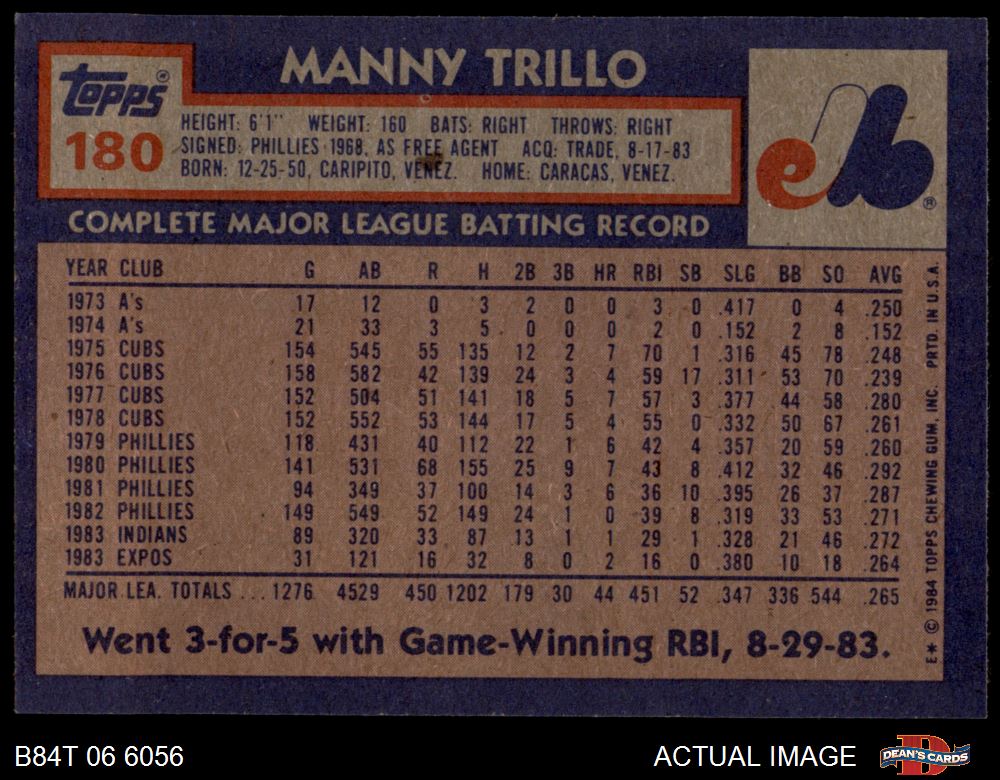 MANNY TRILLO
Topps®
180
HEIGHT: 6'1" WEIGHT: 160 BATS: RIGHT THROWS: RIGHT
SIGNED: PHILLIES 1968, AS FREE AGENT ACQ: TRADE, 8-17-83
BORN: 12-25-50, CARIPITO, VENEZ. HOME: CARACAS, VENEZ.
eb®
COMPLETE MAJOR LEAGUE BATTING RECORD
YEAR CLUB G AB R H 2B 3B HR RBI SB SLG BB SO AVG
1973 A's 17 12 0 3 2 0 0 3 0 .417 0 4 .250
1974 A's 21 33 3 5 0 0 0 2 0 .152 2 8 .152
1975 CUBS 154 545 55 135 12 2 7 70 1 .316 45 78 .248
1976 CUBS 158 582 42 139 24 3 4 59 17 .311 53 70 .239
1977 CUBS 152 504 51 141 18 5 7 57 3 .377 44 58 .280
1978 CUBS 152 552 53 144 17 5 4 55 0 .332 50 67 .261
1979 PHILLIES 118 431 40 112 22 1 6 42 4 .357 20 59 .260
1980 PHILLIES 141 531 68 155 25 9 7 43 8 .412 32 46 .292
1981 PHILLIES 94 349 37 100 14 3 6 36 10 .395 26 37 .287
1982 PHILLIES 149 549 52 149 24 1 0 39 8 .319 33 53 .271
1983 INDIANS 89 320 33 87 13 1 1 29 1 .328 21 46 .272
1983 EXPOS 31 121 16 32 8 0 2 16 0 .380 10 18 .264
MAJOR LEA. TOTALS ... 1276 4529 450 1202 179 30 44 451 52 .347 336 544 .265
Went 3-for-5 with Game-Winning RBI, 8-29-83.
E* © 1984 TOPPS CHEWING GUM, INC. PRTD. IN U.S.A.
B84T 06 6056
ACTUAL IMAGE
DEAN'S CARDS